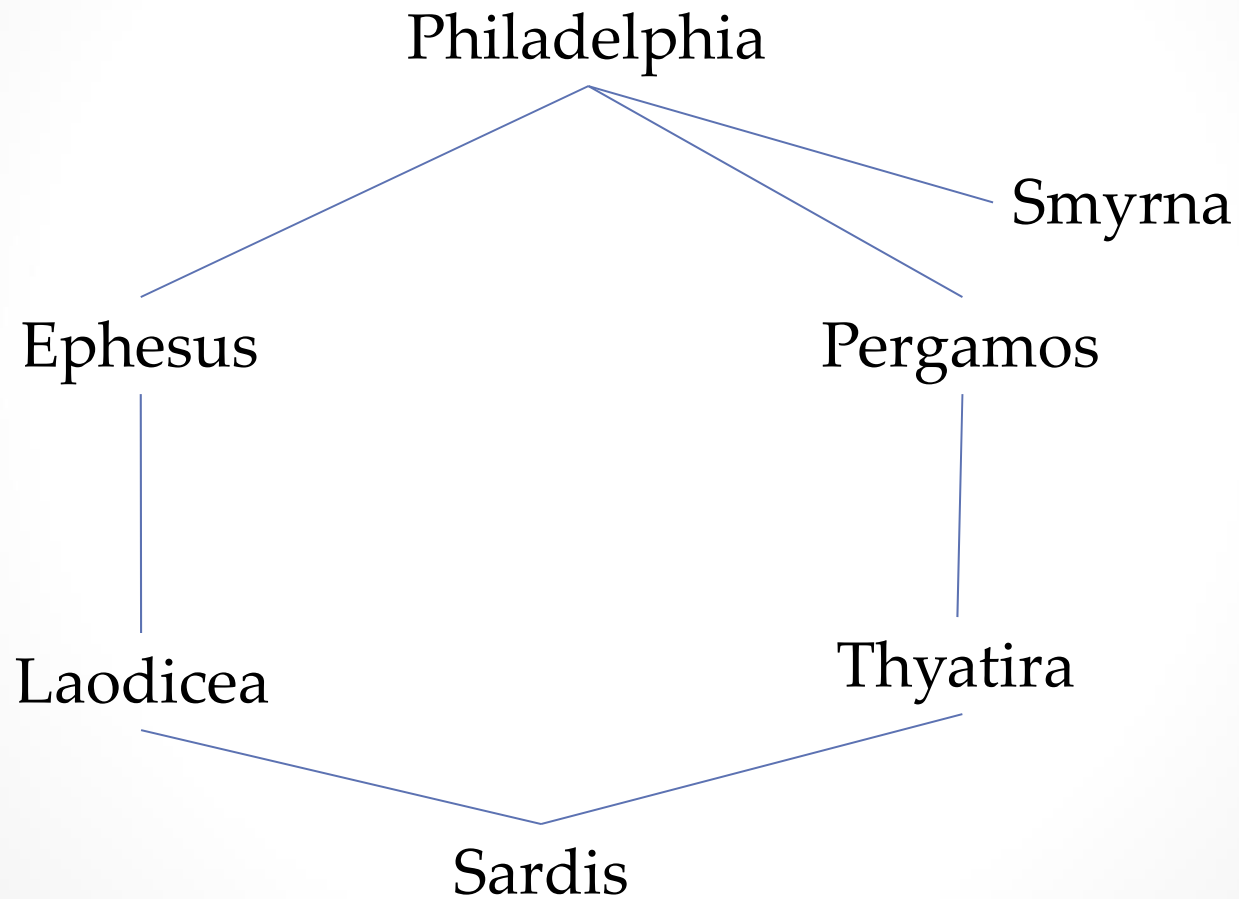 Philadelphia
Smyrna
Ephesus
Pergamos
Laodicea
Thyatira
Sardis